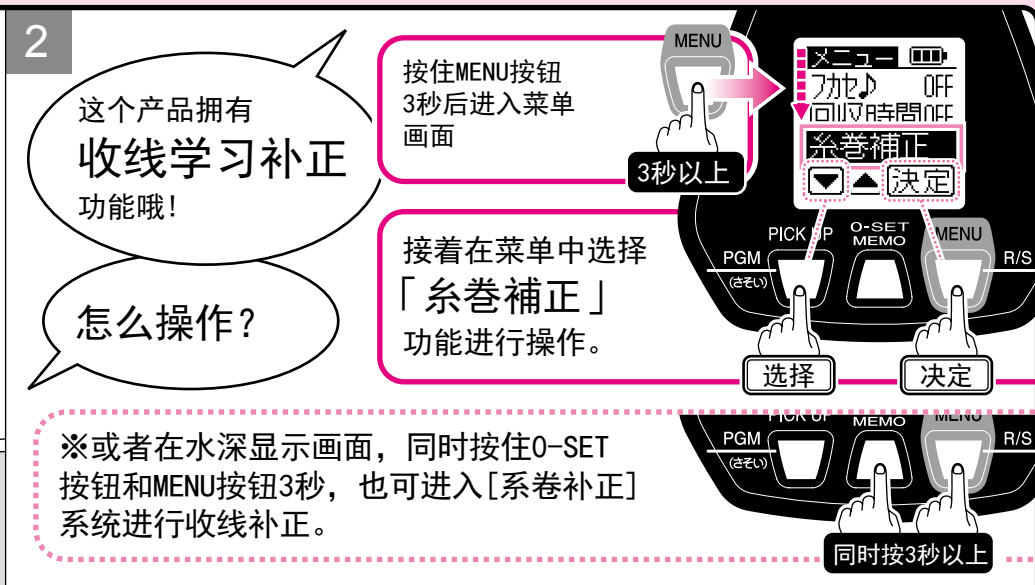 2
这个产品拥有
收线学习补正
功能哦!
怎么操作?
按住MENU按钮
3秒后进入菜单
画面
MENU
3秒以上
メニュー
フカセ♪ OFF
糸巻補正
▼▲決定
接着在菜单中选择
「糸巻補正」
功能进行操作。
PICK UP
0-SET
MEMO
MENU
PGM
(さそい)
R/S
选择
决定
※或者在水深显示画面，同时按住0-SET
按钮和MENU按钮3秒，也可进入[系卷补正]
系统进行收线补正。
PICK UP
MEMO
MENU
PGM
(さそい)
R/S
同时按3秒以上